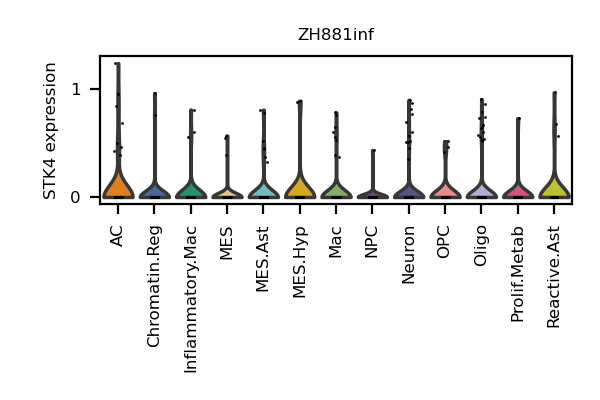 ZH881inf
STK4 expression
1
0
AC
Chromatin.Reg
Inflammatory.Mac
MES
MES.Ast
MES.Hyp
Mac
NPC
Neuron
OPC
Oligo
Prolif.Metab
Reactive.Ast